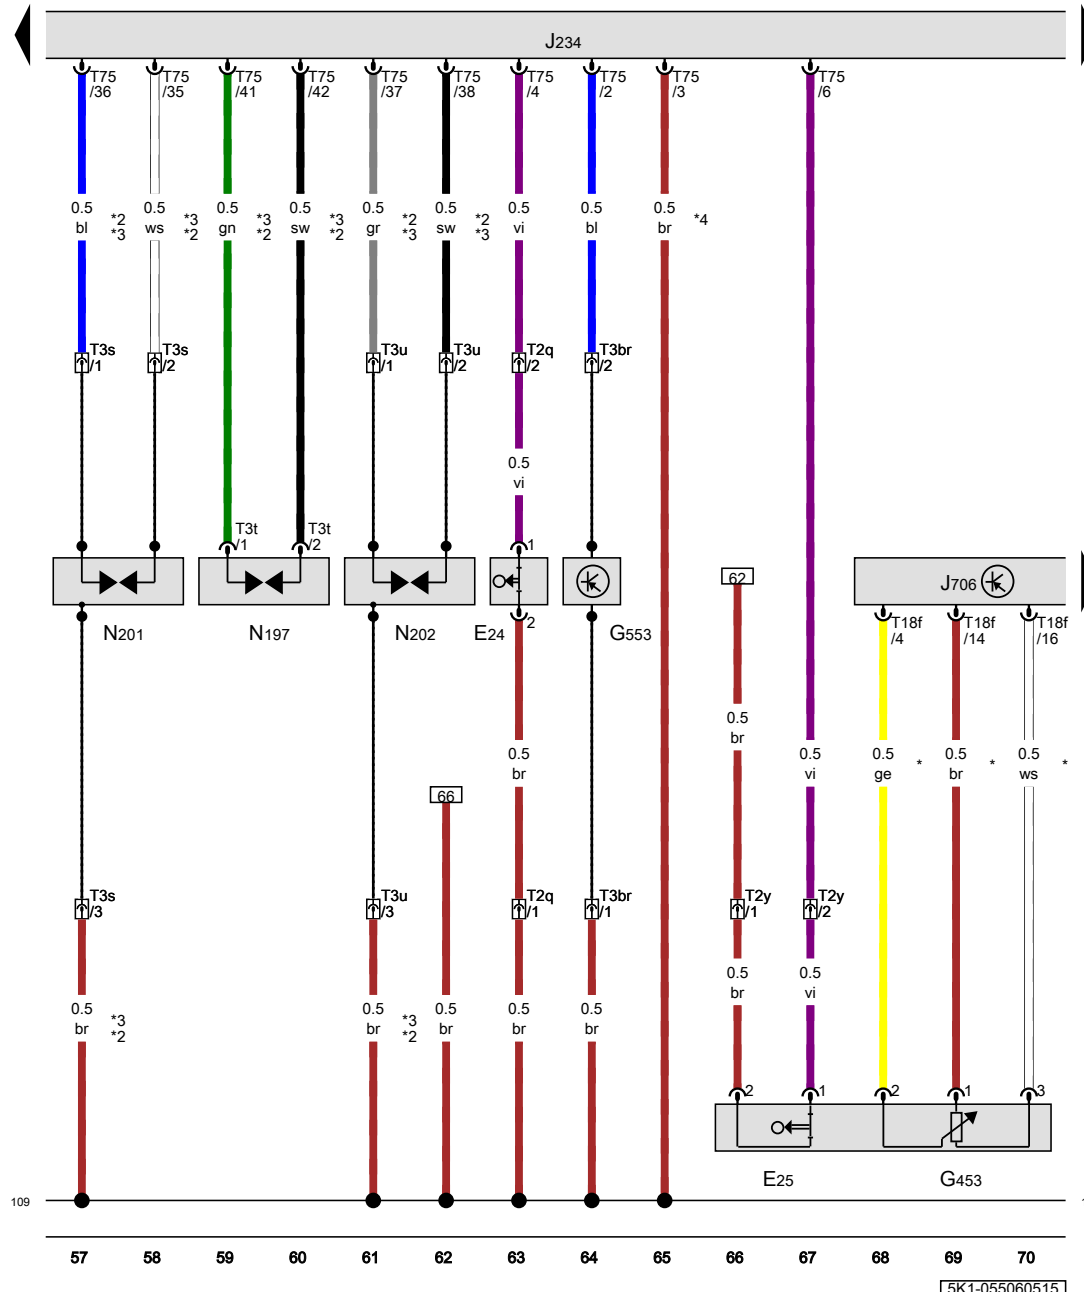 J234
T75 T75 T75 T75 T75 T75 T75 T75 T75 T75
/36 /35 /41 /42 /37 /38 /4 /2 /3 /6
0.5 0.5 0.5 0.5 0.5 0.5 0.5 0.5 0.5
bl *2 ws *3 gn *3 sw *3 gr *2 sw *2 vi bl br *4
*3 *2 *2 *2 *3 *3
T3s T3s T3u T3u T2q T3br
/1 /2 /1 /2 /2 /2
0.5
vi
T3t T3t
/1 /2 1
62
J706
N201 N197 N202 E24 2 G553
T18f T18f T18f
/4 /14 /16
0.5
br
0.5 0.5 0.5 0.5 0.5
br vi ge * br * ws *
66
T3s T3u T2q T3br T2y T2y
/3 /3 /1 /1 /1 /2
0.5 0.5
br vi
0.5 0.5 0.5 0.5 0.5
br *3 br *3 br br br
*2 *2
2 1 2 1 3
E25 G453
109
57 58 59 60 61 62 63 64 65 66 67 68 69 70
5K1-055060515